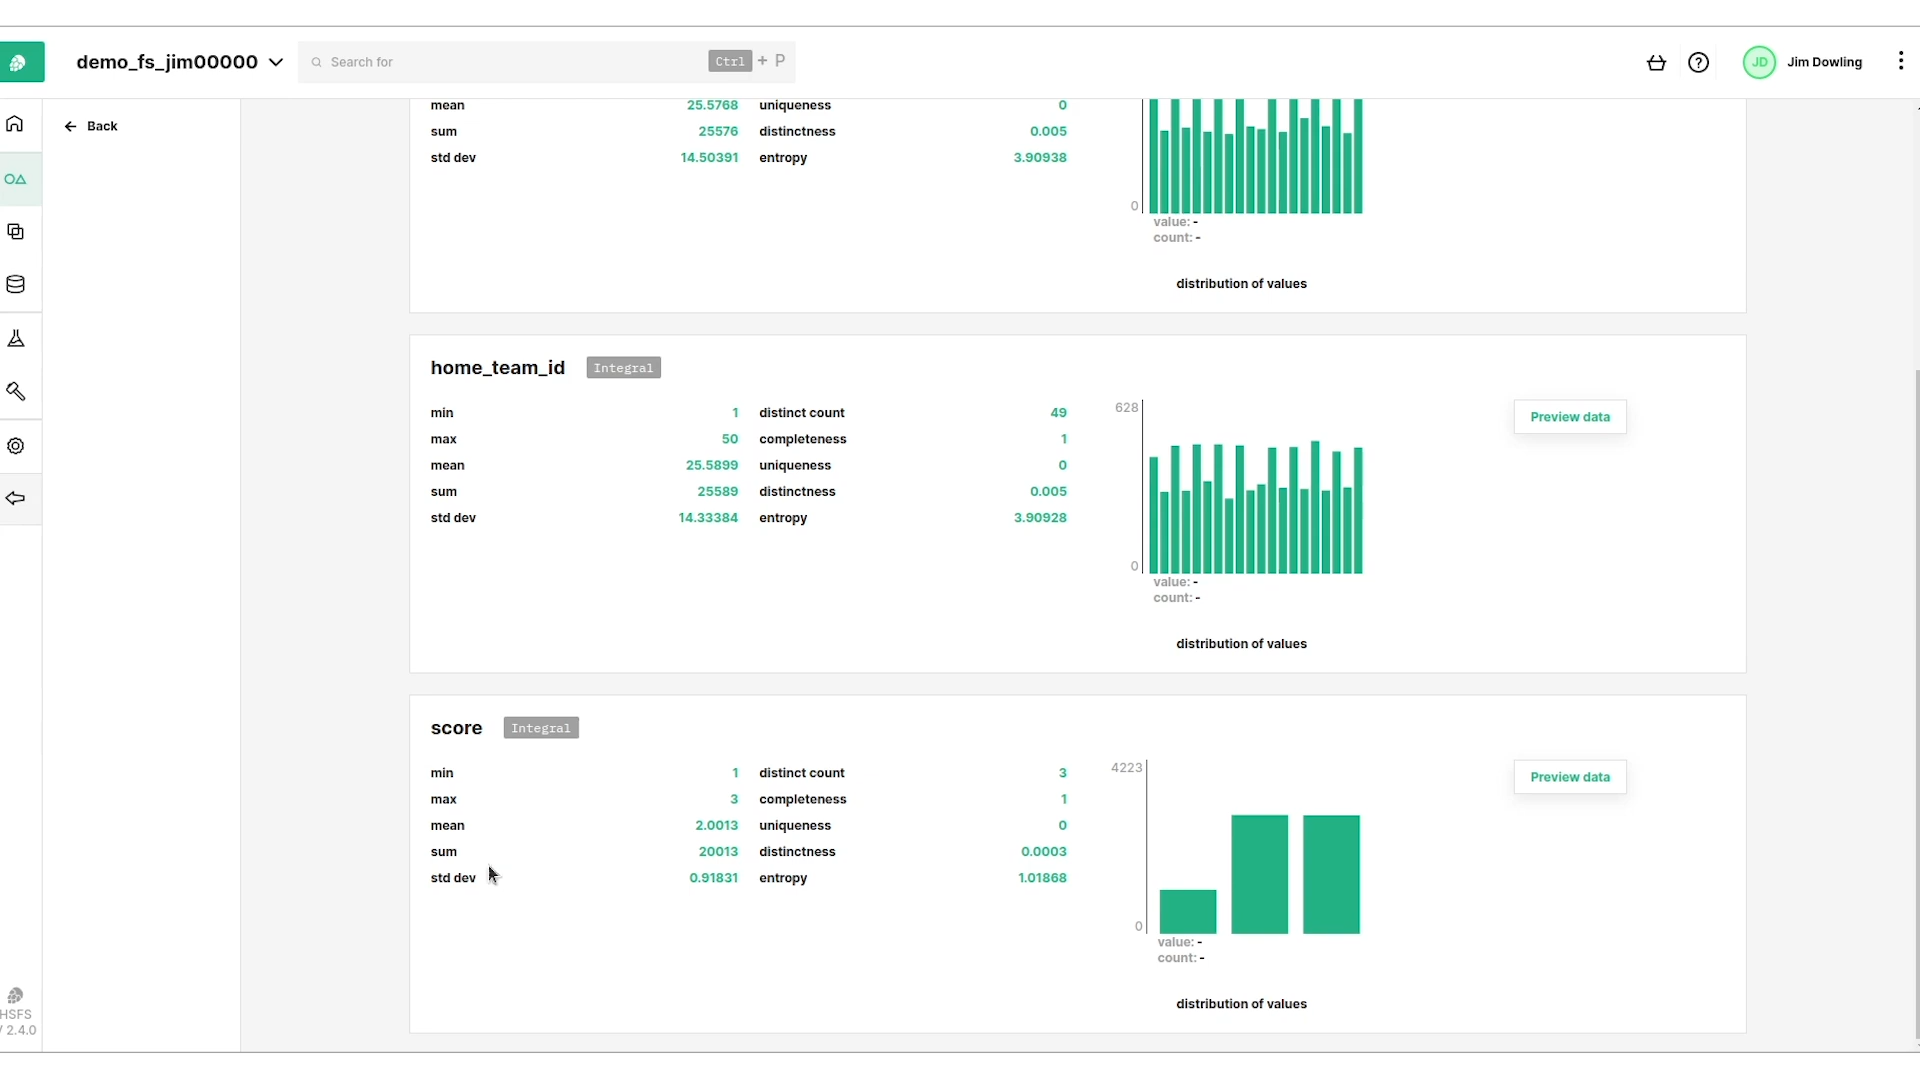 demo_fs_jim00000
Search for
Ctrl + P
JD
Jim Dowling
Back
mean 25.5768 uniqueness 0
sum 25576 distinctness 0.005
std dev 14.50391 entropy 3.90938
0
value: -
count: -
distribution of values
home_team_id Integral
min 1 distinct count 49
max 50 completeness 1
mean 25.5899 uniqueness 0
sum 25589 distinctness 0.005
std dev 14.33384 entropy 3.90928
628
0
value: -
count: -
distribution of values
Preview data
score Integral
min 1 distinct count 3
max 3 completeness 1
mean 2.0013 uniqueness 0
sum 20013 distinctness 0.0003
std dev 0.91831 entropy 1.01868
4223
0
value: -
count: -
distribution of values
Preview data
HSFS
V 2.4.0